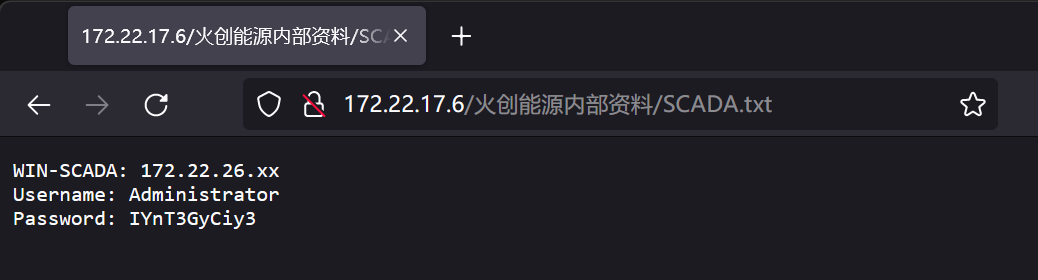 172.22.17.6/火创能源内部资料/SCA
172.22.17.6/火创能源内部资料/SCADA.txt
WIN-SCADA: 172.22.26.xx
Username: Administrator
Password: IYnT3GyCiy3